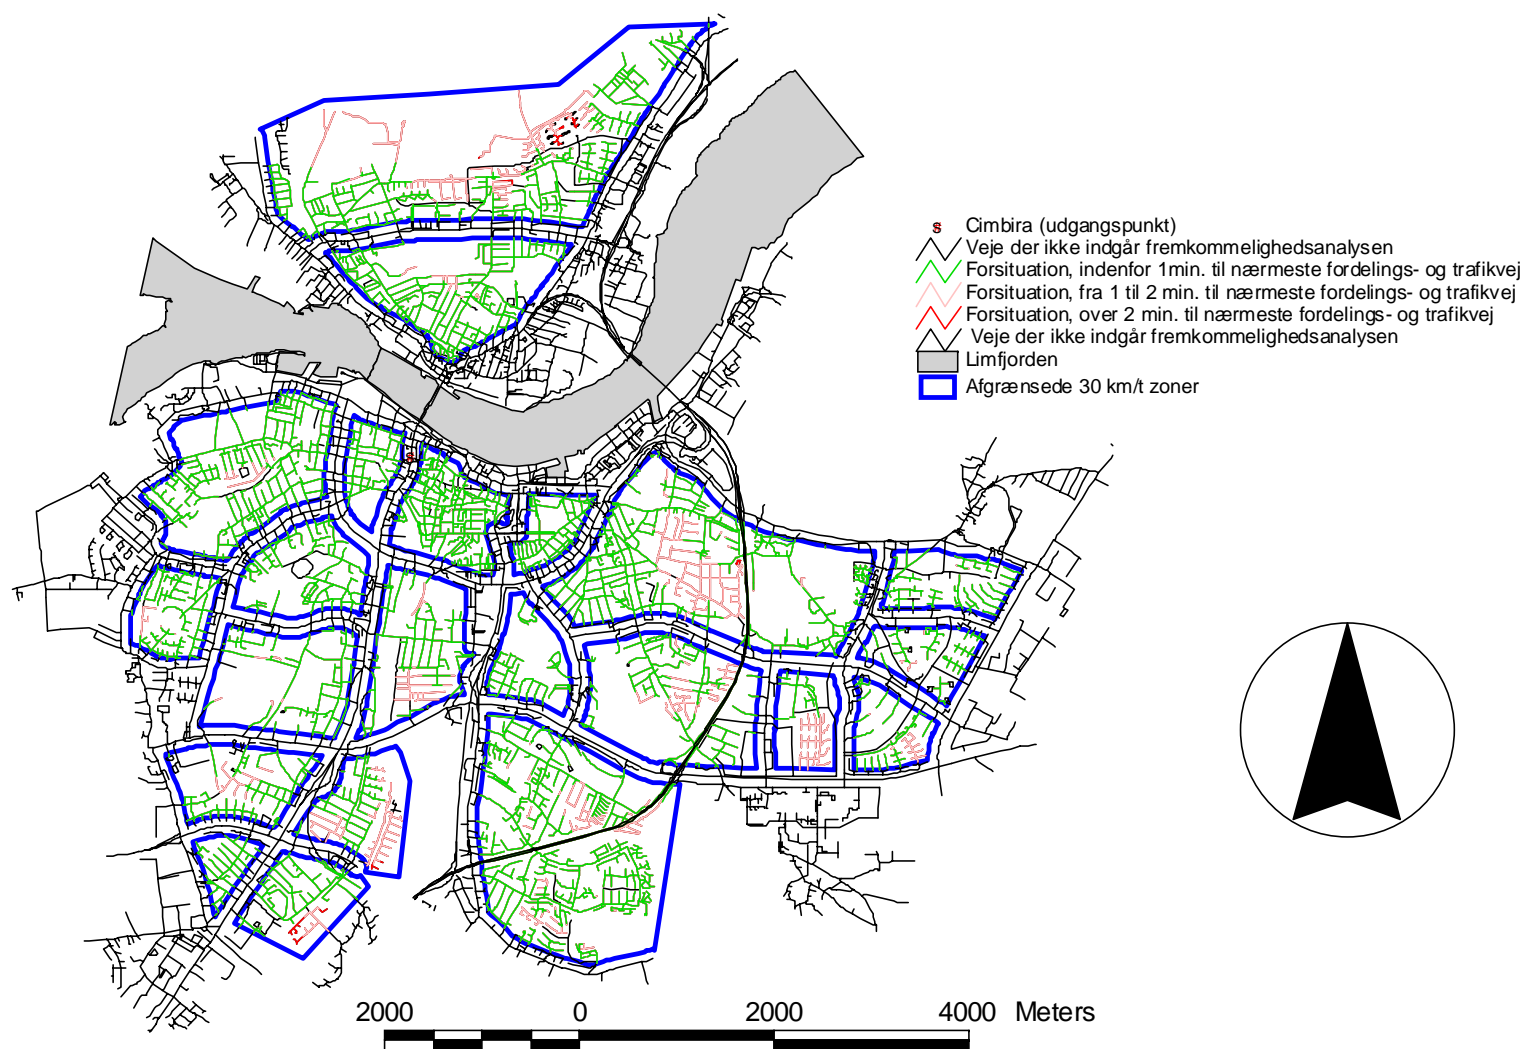 s Cimbira (udgangspunkt)
Veje der ikke indgår fremkommelighedsanalysen
Forsituation, indenfor 1min. til nærmeste fordelings- og trafikvej
Forsituation, fra 1 til 2 min. til nærmeste fordelings- og trafikvej
Forsituation, over 2 min. til nærmeste fordelings- og trafikvej
Veje der ikke indgår fremkommelighedsanalysen
Limfjorden
Afgrænsede 30 km/t zoner
s
2000 0 2000 4000 Meters